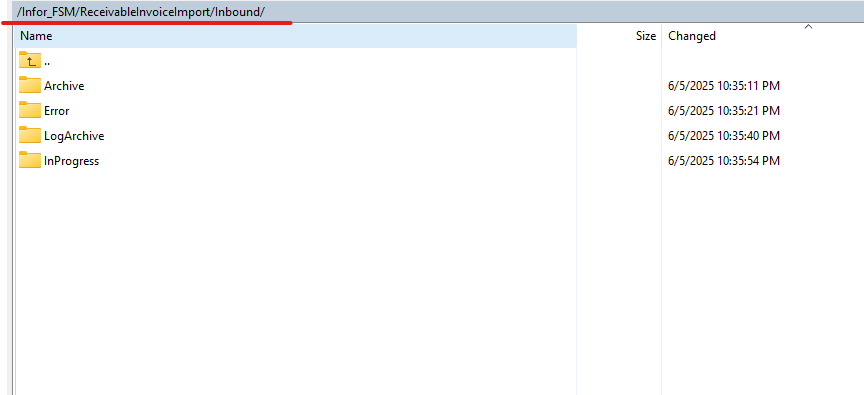 /Infor_FSM/ReceivableInvoiceImport/Inbound/
Name Size Changed
..
Archive 6/5/2025 10:35:11 PM
Error 6/5/2025 10:35:21 PM
LogArchive 6/5/2025 10:35:40 PM
InProgress 6/5/2025 10:35:54 PM